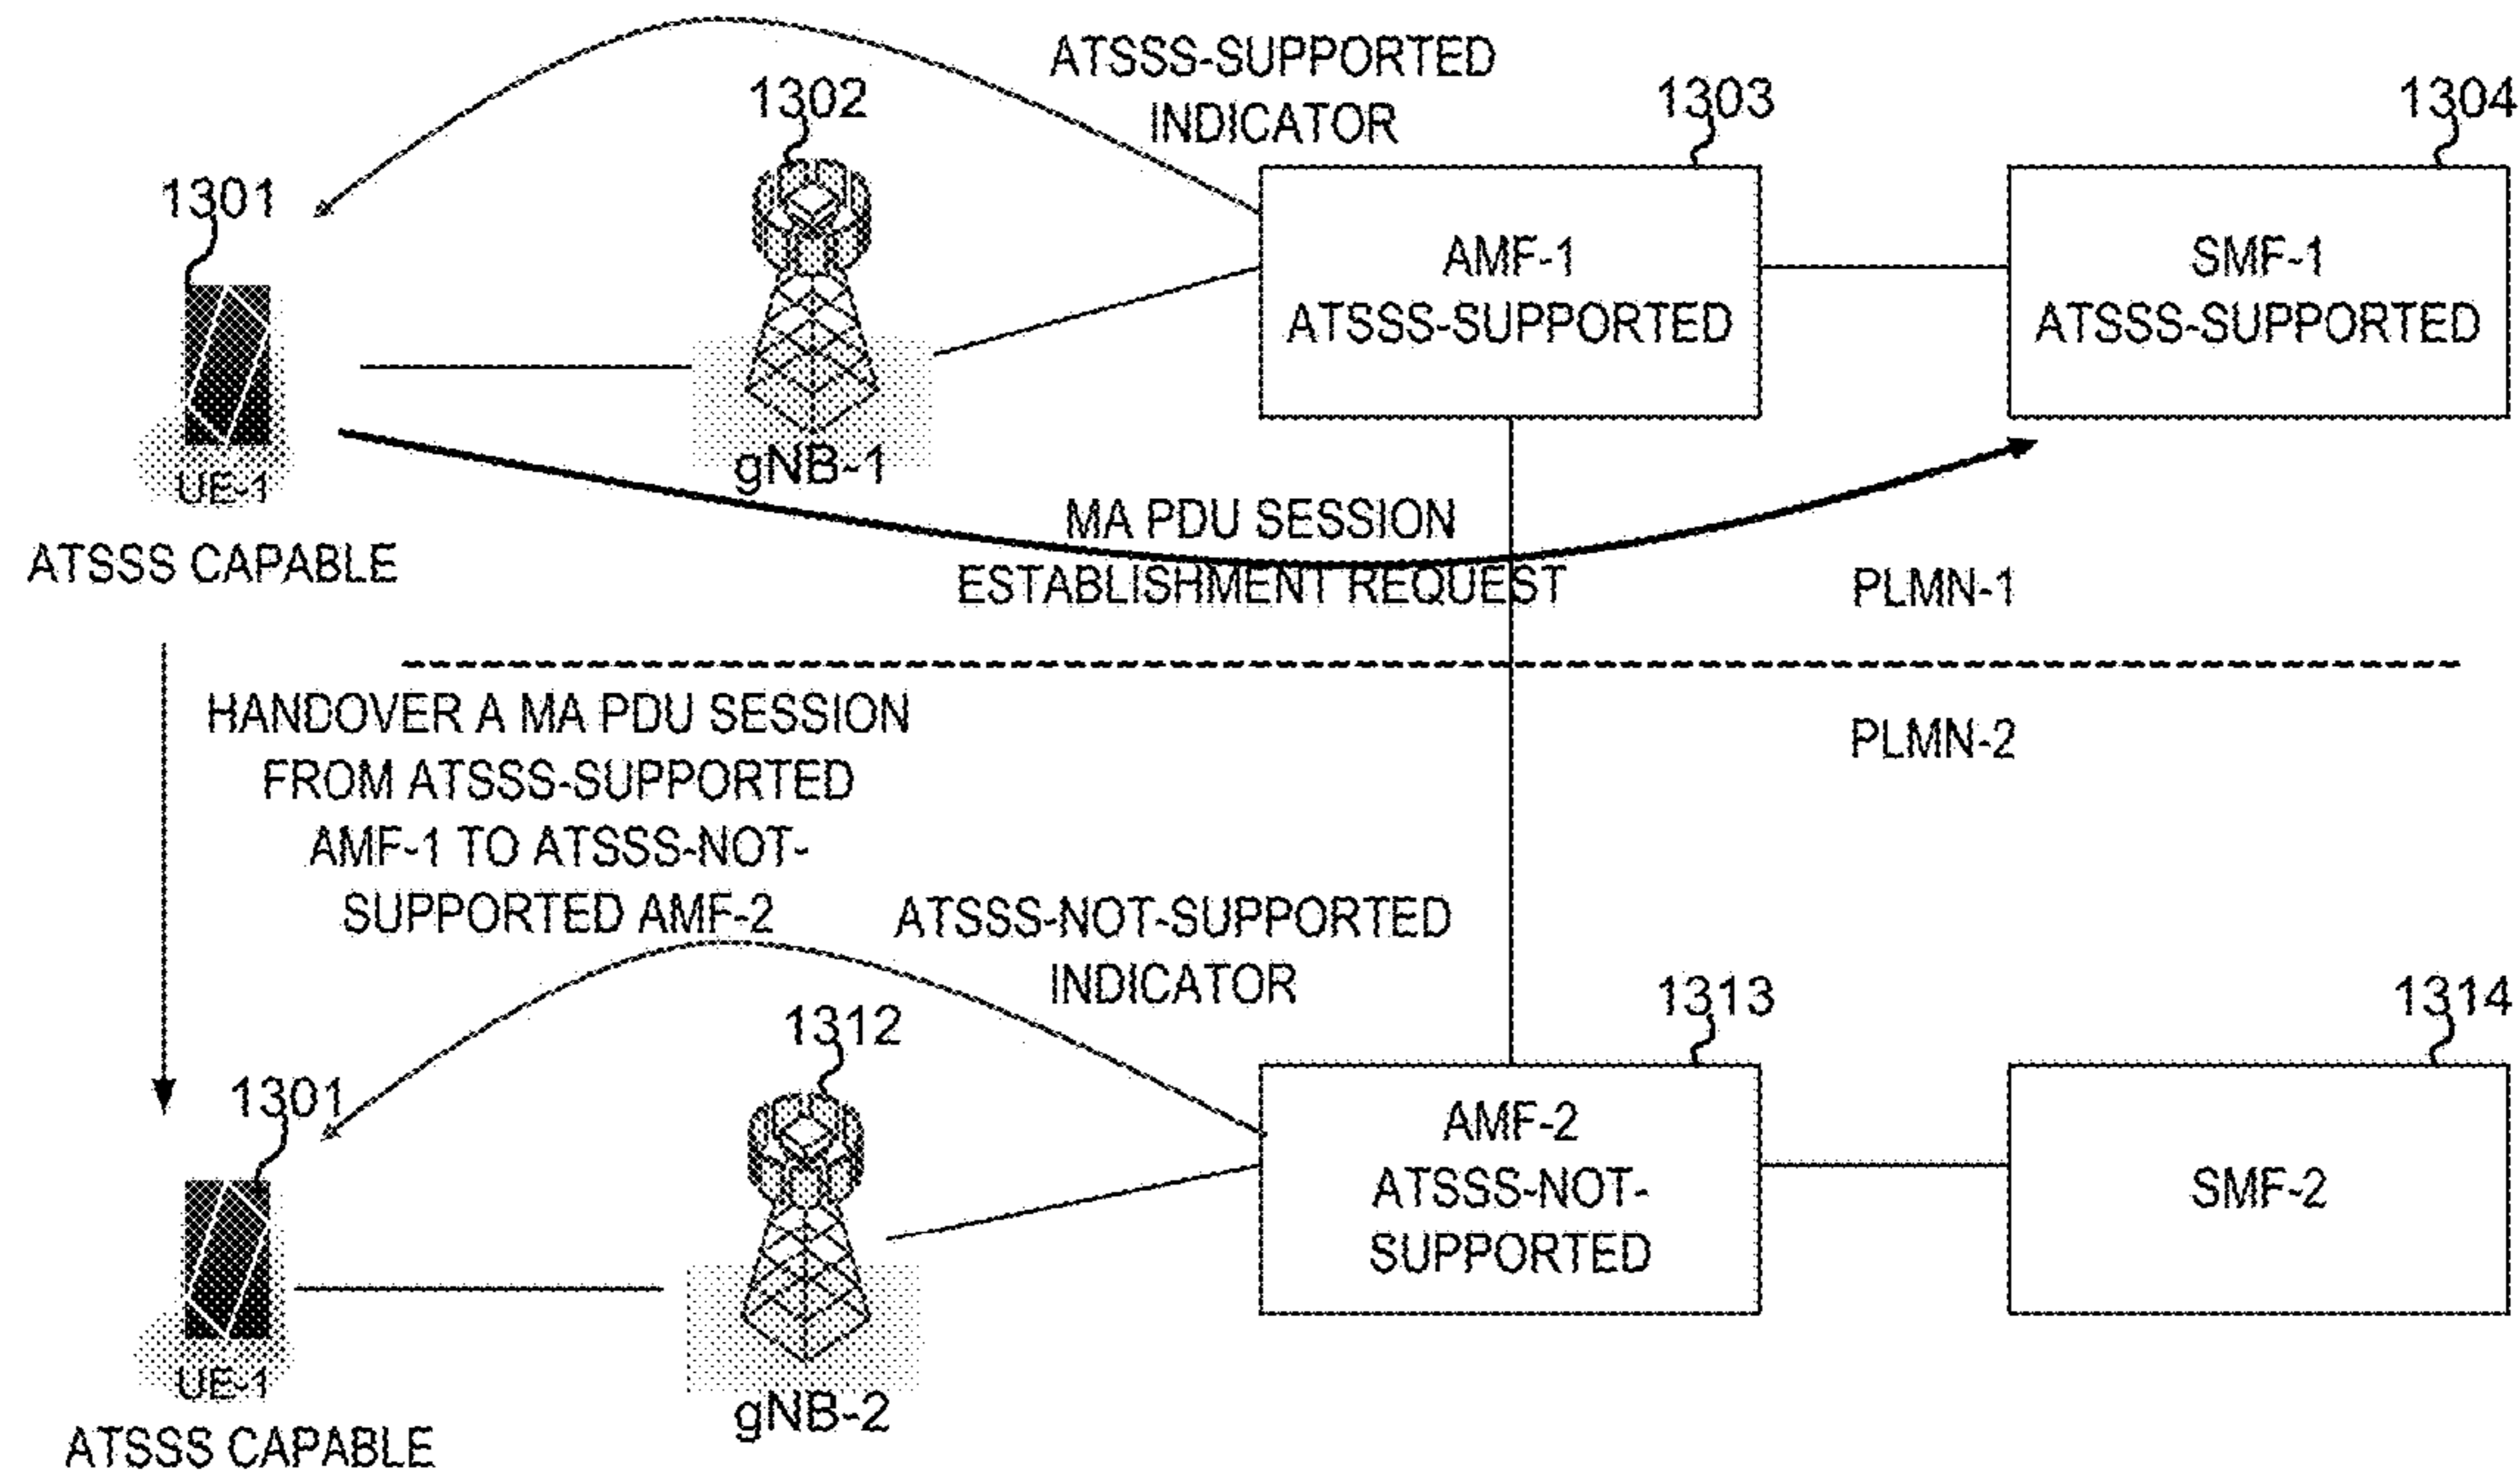 ATSSS-SUPPORTED
INDICATOR
1302
1303
1304
1301
AMF-1
ATSSS-SUPPORTED
SMF-1
ATSSS-SUPPORTED
UE-1
gNB-1
ATSSS CAPABLE
MA PDU SESSION
ESTABLISHMENT REQUEST
PLMN-1
HANDOVER A MA PDU SESSION
FROM ATSSS-SUPPORTED
AMF-1 TO ATSSS-NOT-
SUPPORTED AMF-2
PLMN-2
ATSSS-NOT-SUPPORTED
INDICATOR
1312
1313
1314
1301
AMF-2
ATSSS-NOT-
SUPPORTED
SMF-2
UE-1
gNB-2
ATSSS CAPABLE